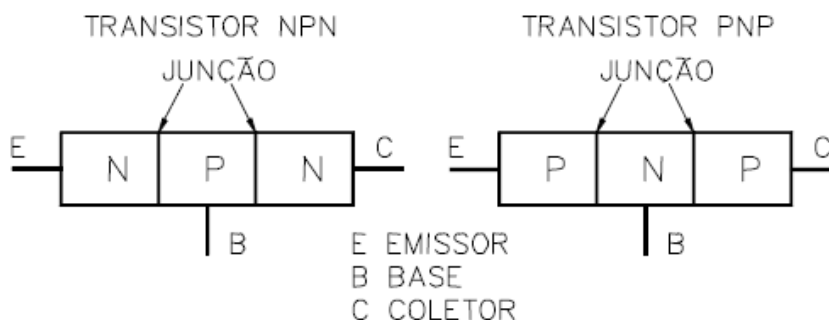 TRANSISTOR NPN
JUNÇÃO
E
N P N
C
B
TRANSISTOR PNP
JUNÇÃO
E
P N P
C
B
E EMISSOR
B BASE
C COLETOR